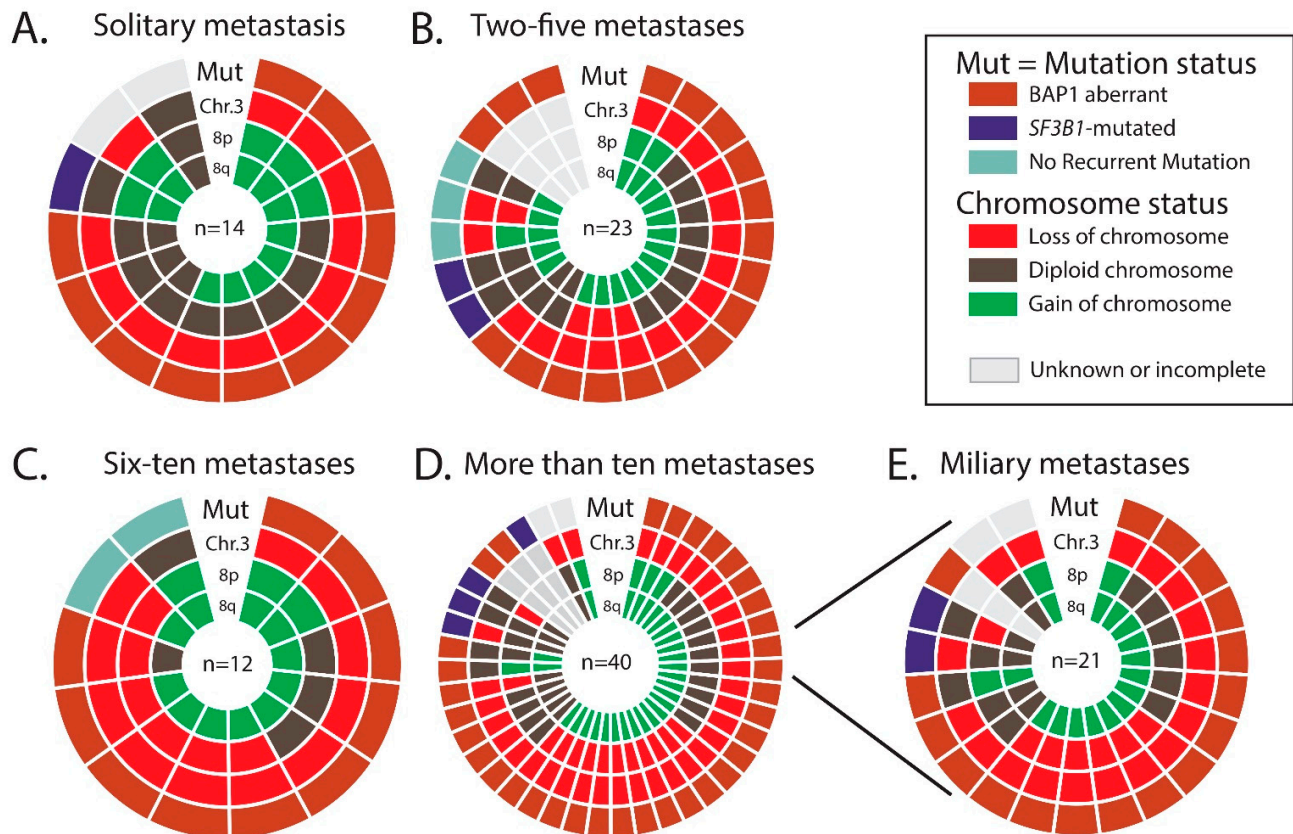 A. Solitary metastasis
Mut
Chr.3
8p
8q
n=14
B. Two-five metastases
Mut
Chr.3
8p
8q
n=23
Mut = Mutation status
BAP1 aberrant
SF3B1-mutated
No Recurrent Mutation
Chromosome status
Loss of chromosome
Diploid chromosome
Gain of chromosome
Unknown or incomplete
C. Six-ten metastases
Mut
Chr.3
8p
8q
n=12
D. More than ten metastases
Mut
Chr.3
8p
8q
n=40
E. Miliary metastases
Mut
Chr.3
8p
8q
n=21